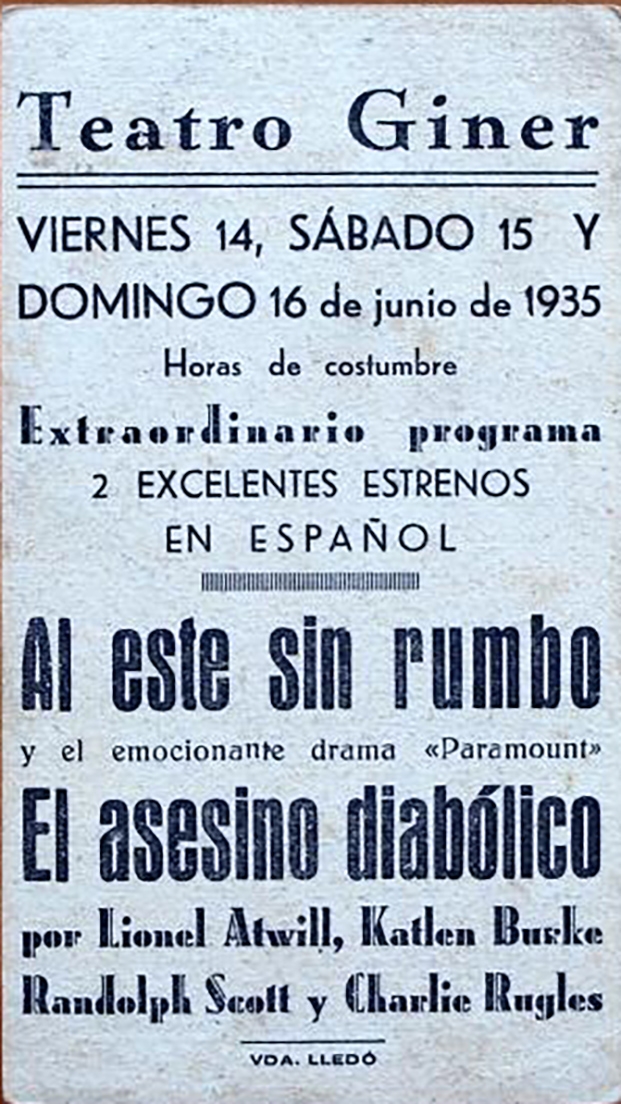 Teatro Giner
VIERNES 14, SÁBADO 15 Y
DOMINGO 16 de junio de 1935
Horas de costumbre
Extraordinario programa
2 EXCELENTES ESTRENOS
EN ESPAÑOL
Al este sin rumbo
y el emocionante drama «Paramount»
El asesino diabólico
por Lionel Atwill, Katlen Burke
Randolph Scott y Charlie Rugles
VDA. LLEDÓ